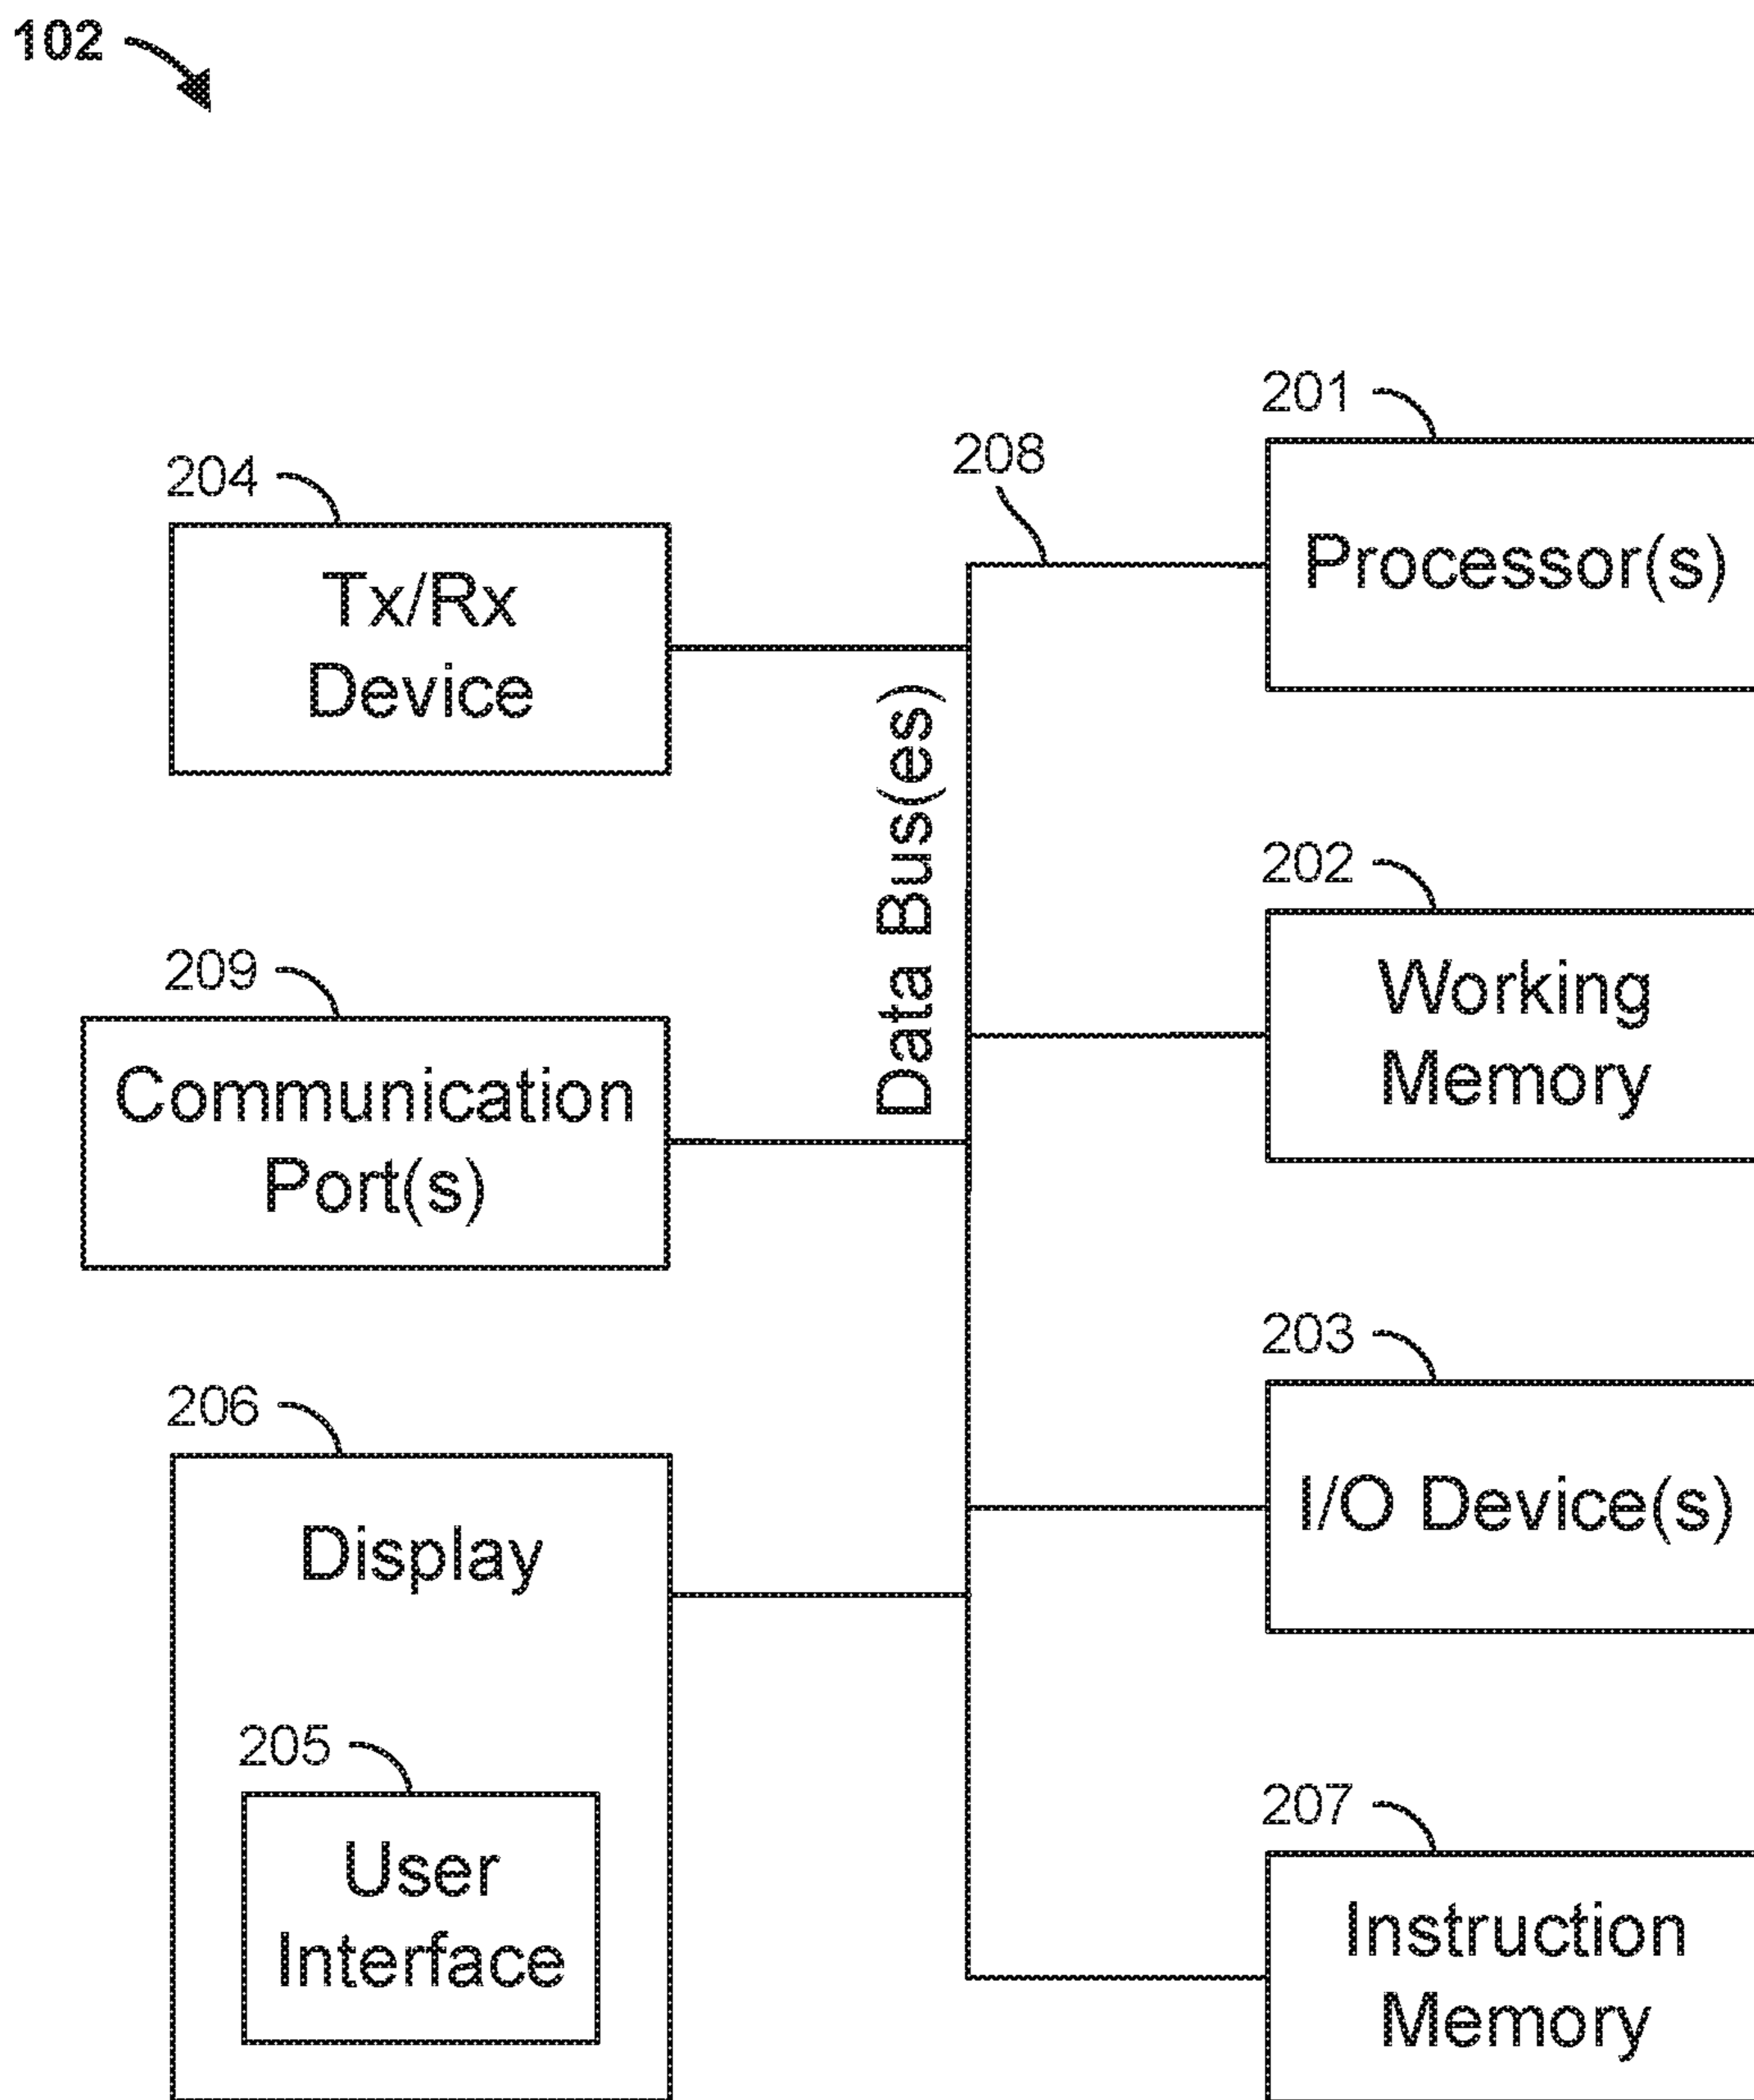 102
201
208
204
Processor(s)
Tx/Rx
Device
Data Bus(es)
202
Working
Memory
209
Communication
Port(s)
203
I/O Device(s)
206
Display
205
User
Interface
207
Instruction
Memory